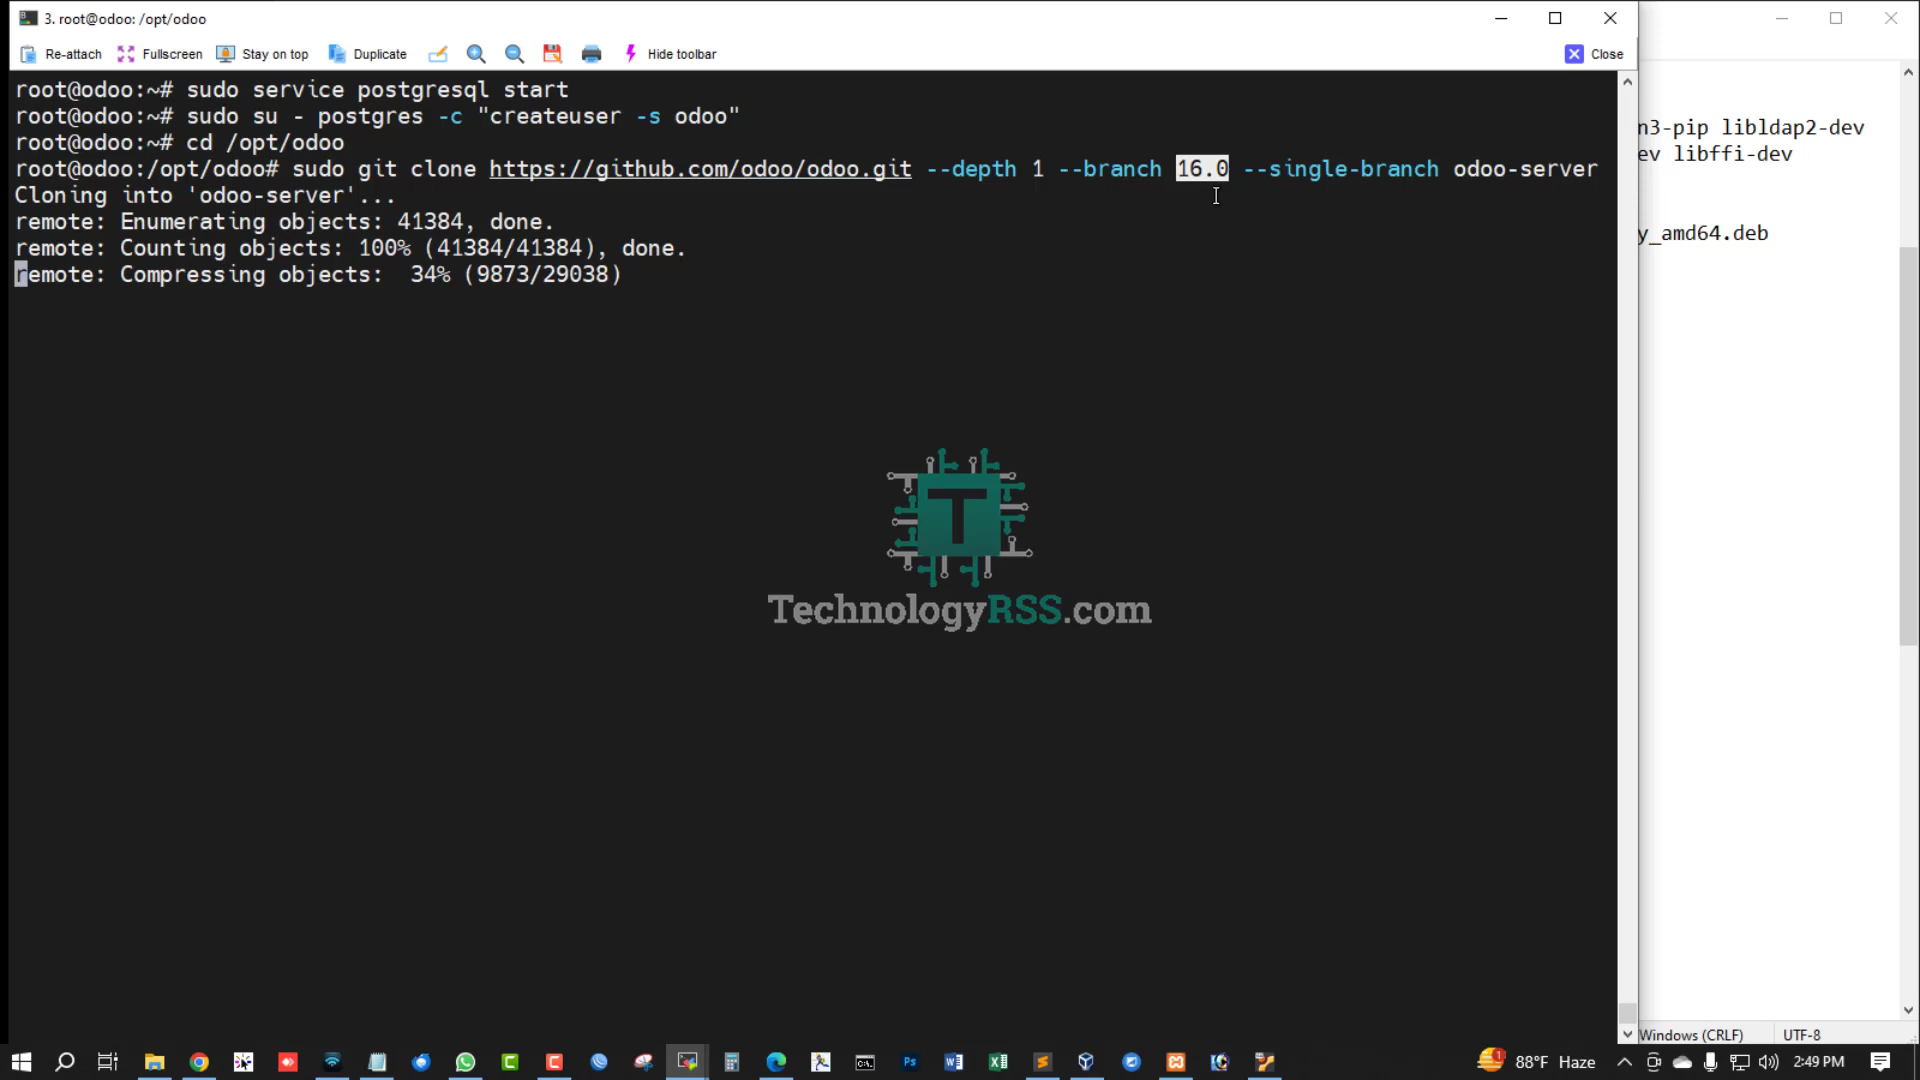 3. root@odoo: /opt/odoo
Re-attach Fullscreen Stay on top Duplicate Hide toolbar Close
root@odoo:~# sudo service postgresql start
root@odoo:~# sudo su - postgres -c "createuser -s odoo"
root@odoo:~# cd /opt/odoo
root@odoo:/opt/odoo# sudo git clone https://github.com/odoo/odoo.git --depth 1 --branch 16.0 --single-branch odoo-server
Cloning into 'odoo-server'...
remote: Enumerating objects: 41384, done.
remote: Counting objects: 100% (41384/41384), done.
remote: Compressing objects:  34% (9873/29038)
n3-pip libldap2-dev
ev libffi-dev
y_amd64.deb
T
TechnologyRSS.com
Windows (CRLF) UTF-8
88°F Haze 2:49 PM